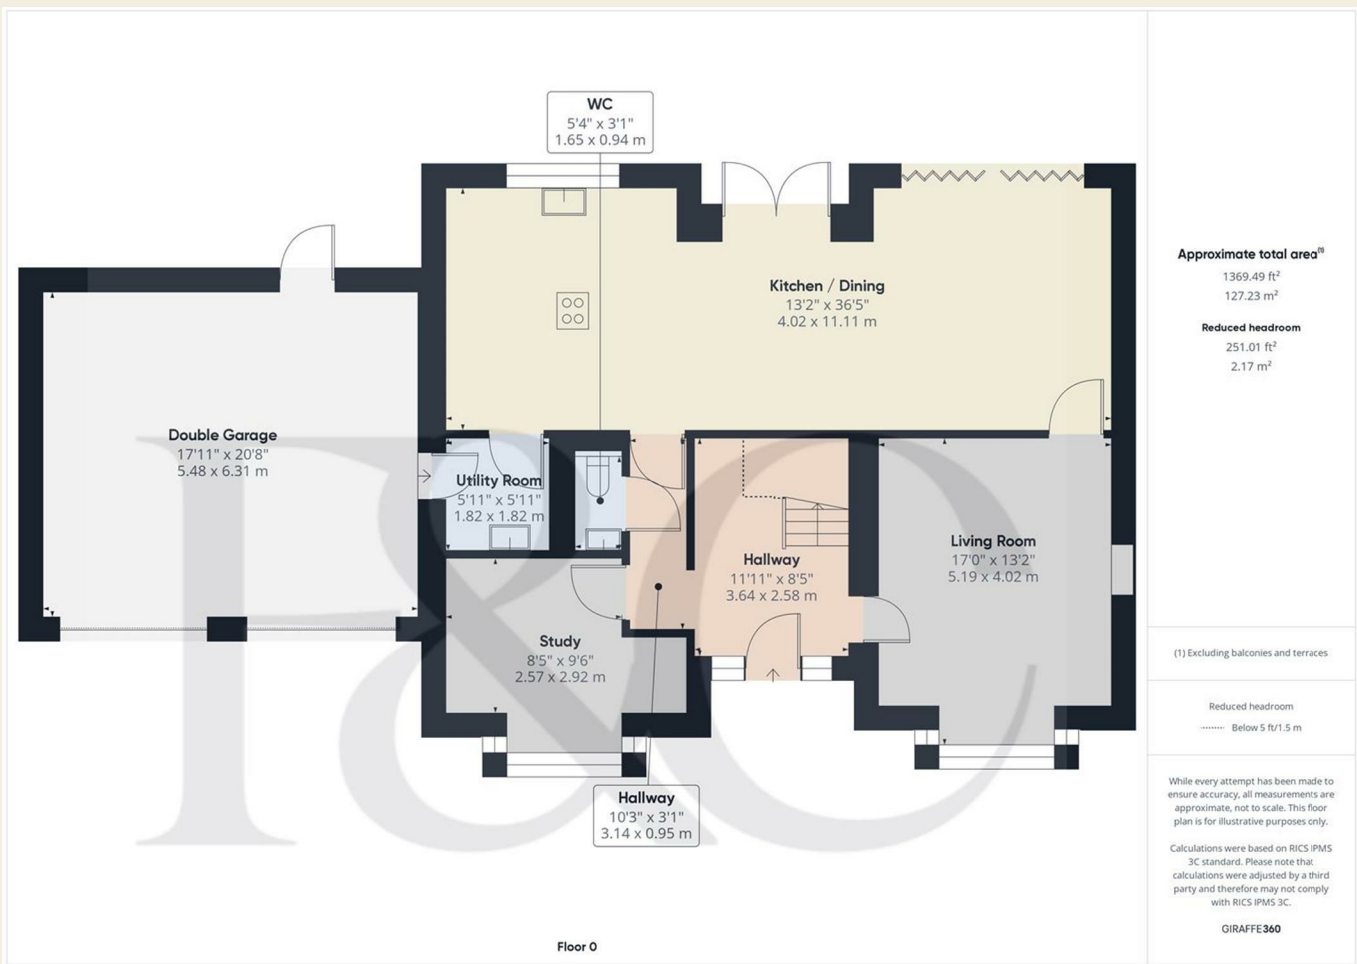 WC
5'4" x 3'1"
1.65 x 0.94 m
Kitchen / Dining
13'2" x 36'5"
4.02 x 11.11 m
Double Garage
17'11" x 20'8"
5.48 x 6.31 m
Utility Room
5'11" x 5'11"
1.82 x 1.82 m
Hallway
11'11" x 8'5"
3.64 x 2.58 m
Living Room
17'0" x 13'2"
5.19 x 4.02 m
Study
8'5" x 9'6"
2.57 x 2.92 m
Hallway
10'3" x 3'1"
3.14 x 0.95 m
Floor 0
F&C
Approximate total area(1)
1369.49 ft²
127.23 m²
Reduced headroom
251.01 ft²
2.17 m²
(1) Excluding balconies and terraces
Reduced headroom
Below 5 ft/1.5 m
While every attempt has been made to
ensure accuracy, all measurements are
approximate, not to scale. This floor
plan is for illustrative purposes only.
Calculations were based on RICS IPMS
3C standard. Please note that
calculations were adjusted by a third
party and therefore may not comply
with RICS IPMS 3C.
GIRAFFE360